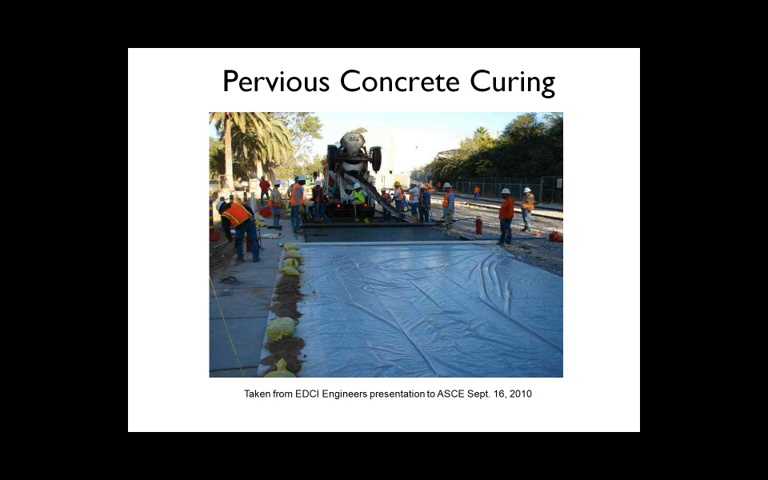 Pervious Concrete Curing
Taken from EDCI Engineers presentation to ASCE Sept. 16, 2010